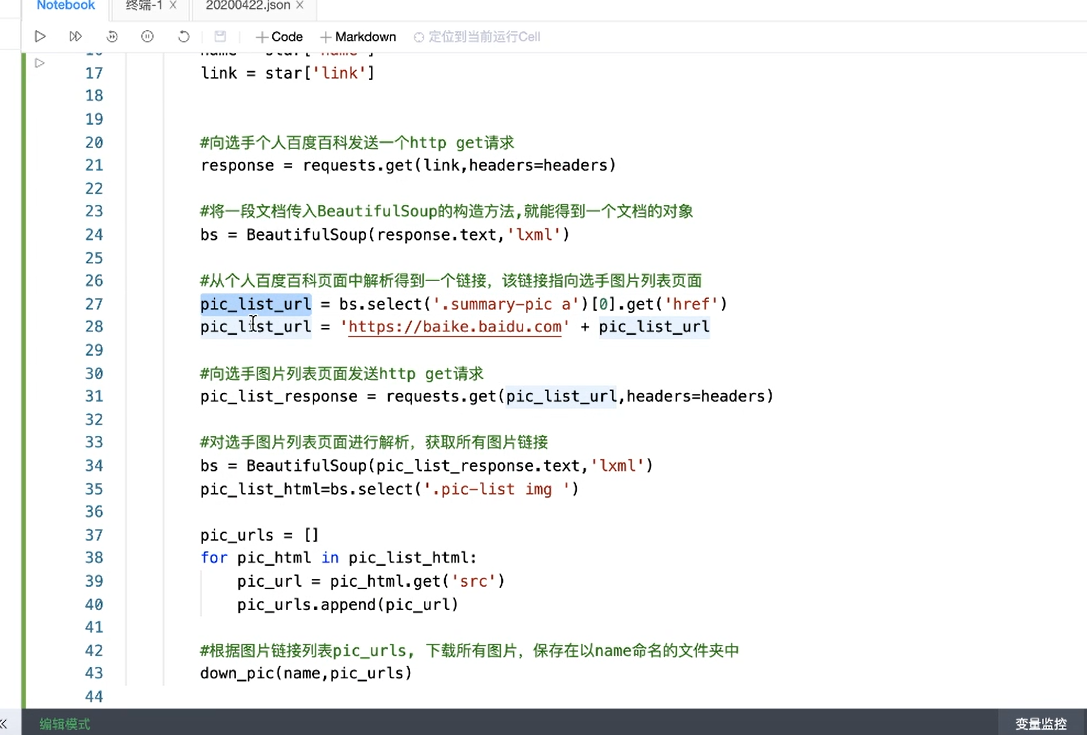 Notebook 终端-1 × 20200422.json ×
Code Markdown 定位到当前运行Cell
16 name = star['name']
17 link = star['link']
18
19
20 #向选手个人百度百科发送一个http get请求
21 response = requests.get(link,headers=headers)
22
23 #将一段文档传入BeautifulSoup的构造方法,就能得到一个文档的对象
24 bs = BeautifulSoup(response.text,'lxml')
25
26 #从个人百度百科页面中解析得到一个链接，该链接指向选手图片列表页面
27 pic_list_url = bs.select('.summary-pic a')[0].get('href')
28 pic_list_url = 'https://baike.baidu.com' + pic_list_url
29
30 #向选手图片列表页面发送http get请求
31 pic_list_response = requests.get(pic_list_url,headers=headers)
32
33 #对选手图片列表页面进行解析，获取所有图片链接
34 bs = BeautifulSoup(pic_list_response.text,'lxml')
35 pic_list_html=bs.select('.pic-list img ')
36
37 pic_urls = []
38 for pic_html in pic_list_html:
39 pic_url = pic_html.get('src')
40 pic_urls.append(pic_url)
41
42 #根据图片链接列表pic_urls, 下载所有图片，保存在以name命名的文件夹中
43 down_pic(name,pic_urls)
44
编辑模式 变量监控